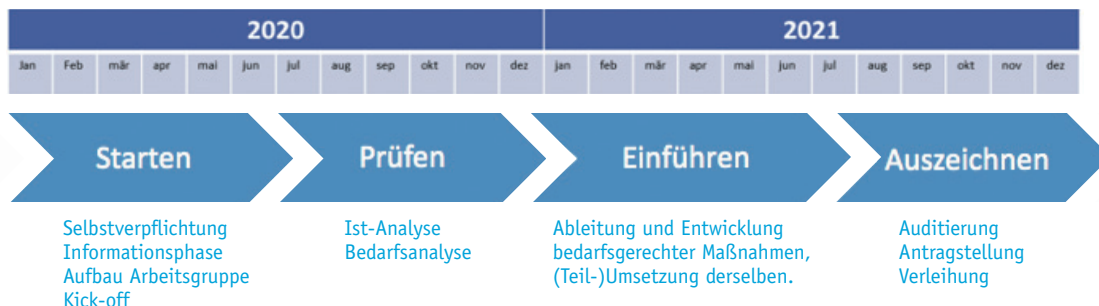 2020 2021
Jan Feb mär apr mai jun jul aug sep okt nov dez jan feb mär apr mai jun jul aug sep okt nov dez
Starten Prüfen Einführen Auszeichnen
Selbstverpflichtung
Informationsphase
Aufbau Arbeitsgruppe
Kick-off
Ist-Analyse
Bedarfsanalyse
Ableitung und Entwicklung
bedarfsgerechter Maßnahmen,
(Teil-)Umsetzung derselben.
Auditierung
Antragstellung
Verleihung